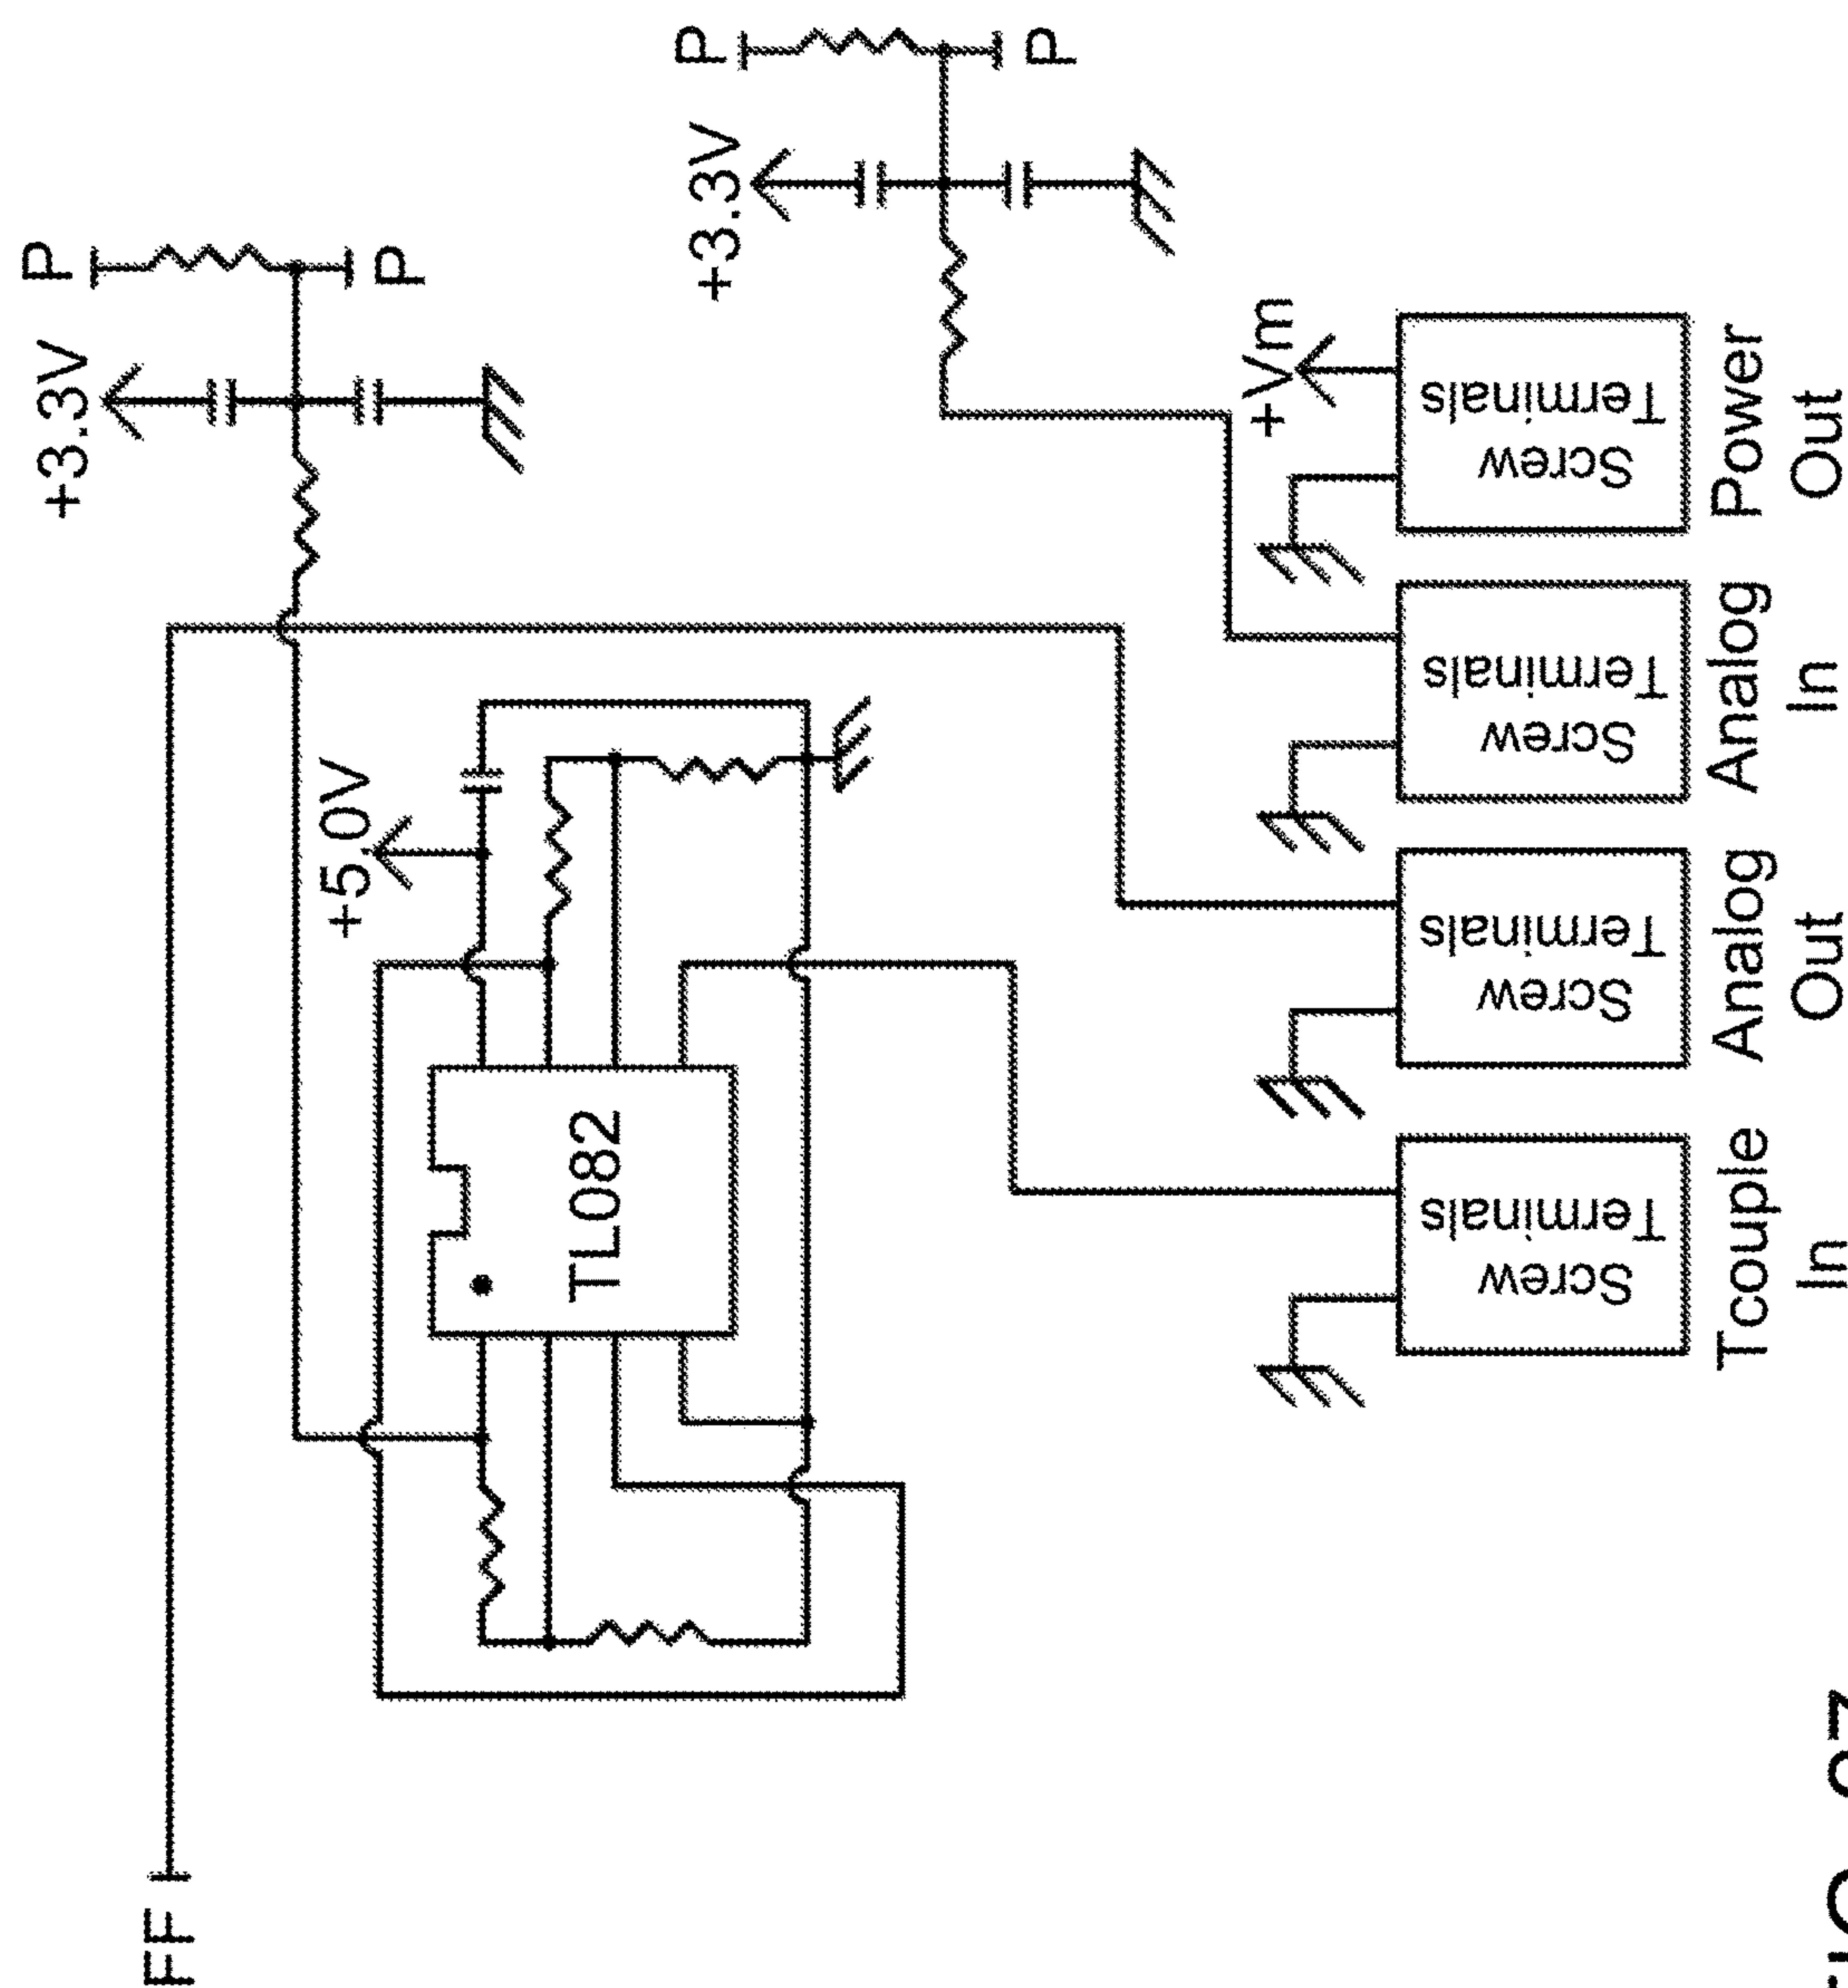 P
+3.3V
FF
+5.0V
P
TL082
P
+3.3V
P
+Vm
Screw
Terminals
Screw
Terminals
Screw
Terminals
Screw
Terminals
Tcouple
In
Analog
Out
Analog
In
Power
Out